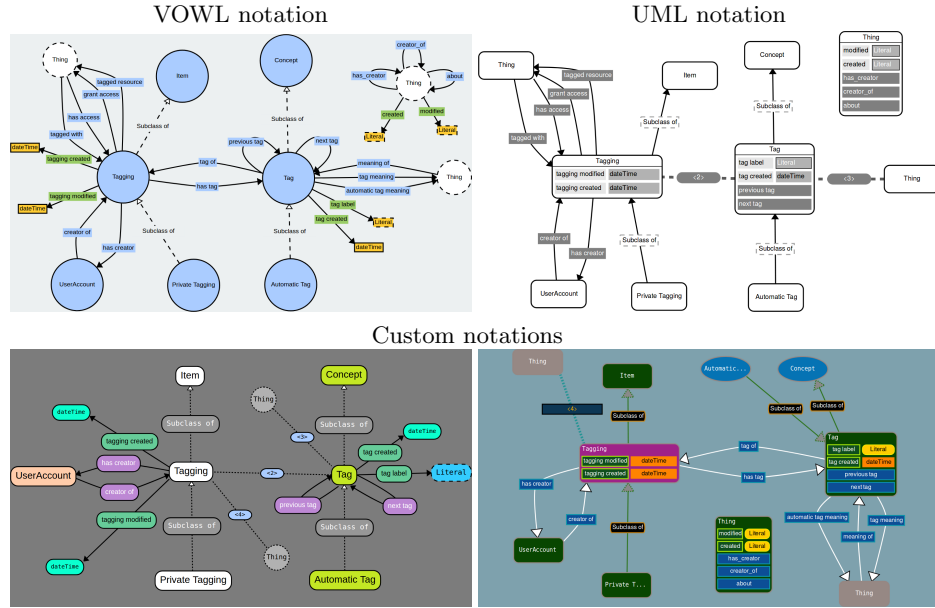 VOWL notation
UML notation
Thing
tagged resource
grant access
has access
tagged with
Item
Concept
creator_of
has_creator
Thing
about
created
modified
Literal
Literal
Subclass of
Subclass of
dateTime
tagging created
Tagging
tagging modified
dateTime
tag of
has tag
previous tag
next tag
Tag
meaning of
tag meaning
automatic tag meaning
Thing
tag label
Literal
tag created
dateTime
creator of
has creator
Subclass of
Subclass of
UserAccount
Private Tagging
Automatic Tag
Thing
tagged resource
grant access
has access
tagged with
Item
Concept
Thing
modified Literal
created Literal
has_creator
creator_of
about
Subclass of
Subclass of
Tagging
tagging modified dateTime
tagging created dateTime
<2>
Tag
tag label Literal
tag created dateTime
previous tag
next tag
<3>
Thing
creator of
has creator
Subclass of
Subclass of
UserAccount
Private Tagging
Automatic Tag
Custom notations
Item
Concept
Thing
dateTime
Subclass of
Subclass of
dateTime
tagging created
<3>
tag created
has creator
UserAccount
Tagging
<2>
Tag
tag label
Literal
creator of
previous tag
next tag
tagging modified
<4>
Subclass of
Subclass of
Thing
dateTime
Private Tagging
Automatic Tag
Thing
Item
Automatic...
Concept
<4>
Subclass of
Subclass of
Subclass of
Tagging
tagging modified dateTime
tagging created dateTime
tag of
has tag
Tag
tag label Literal
tag created dateTime
previous tag
next tag
has creator
creator of
Subclass of
UserAccount
Private T...
Thing
modified Literal
created Literal
has_creator
creator_of
about
automatic tag meaning
tag meaning
meaning of
Thing